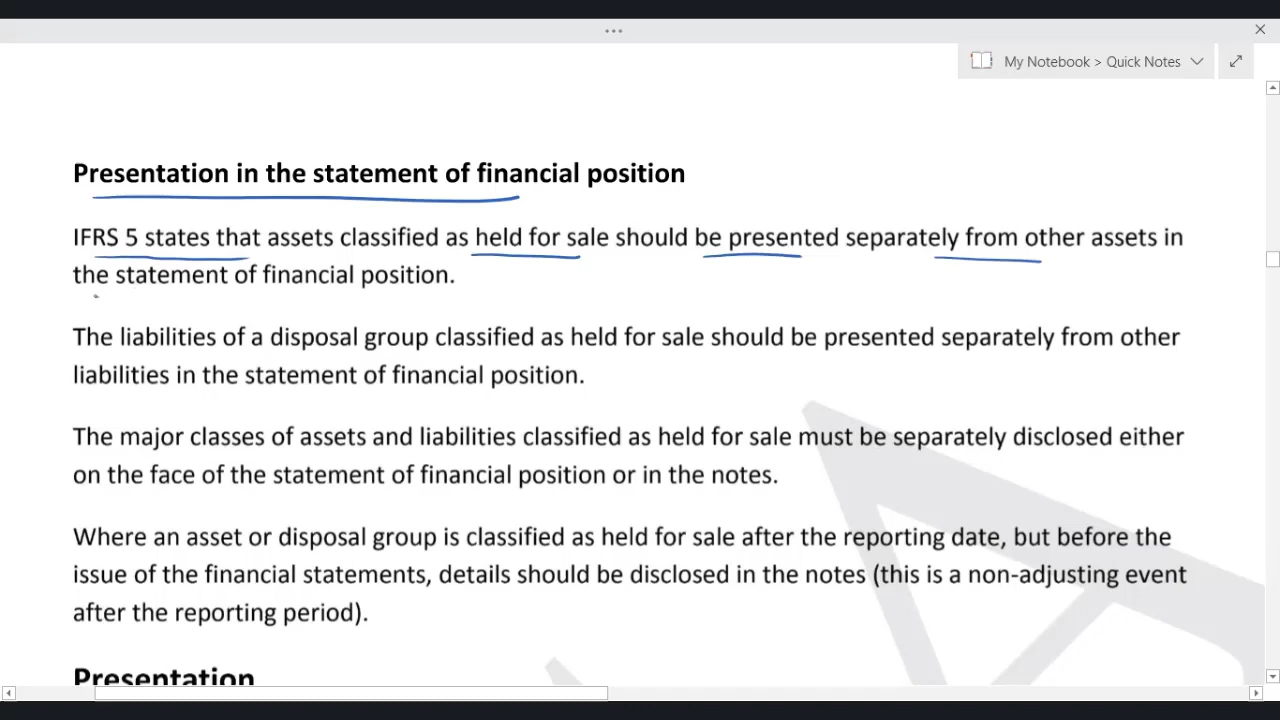 My Notebook > Quick Notes
Presentation in the statement of financial position
IFRS 5 states that assets classified as held for sale should be presented separately from other assets in
the statement of financial position.
The liabilities of a disposal group classified as held for sale should be presented separately from other
liabilities in the statement of financial position.
The major classes of assets and liabilities classified as held for sale must be separately disclosed either
on the face of the statement of financial position or in the notes.
Where an asset or disposal group is classified as held for sale after the reporting date, but before the
issue of the financial statements, details should be disclosed in the notes (this is a non-adjusting event
after the reporting period).
Presentation